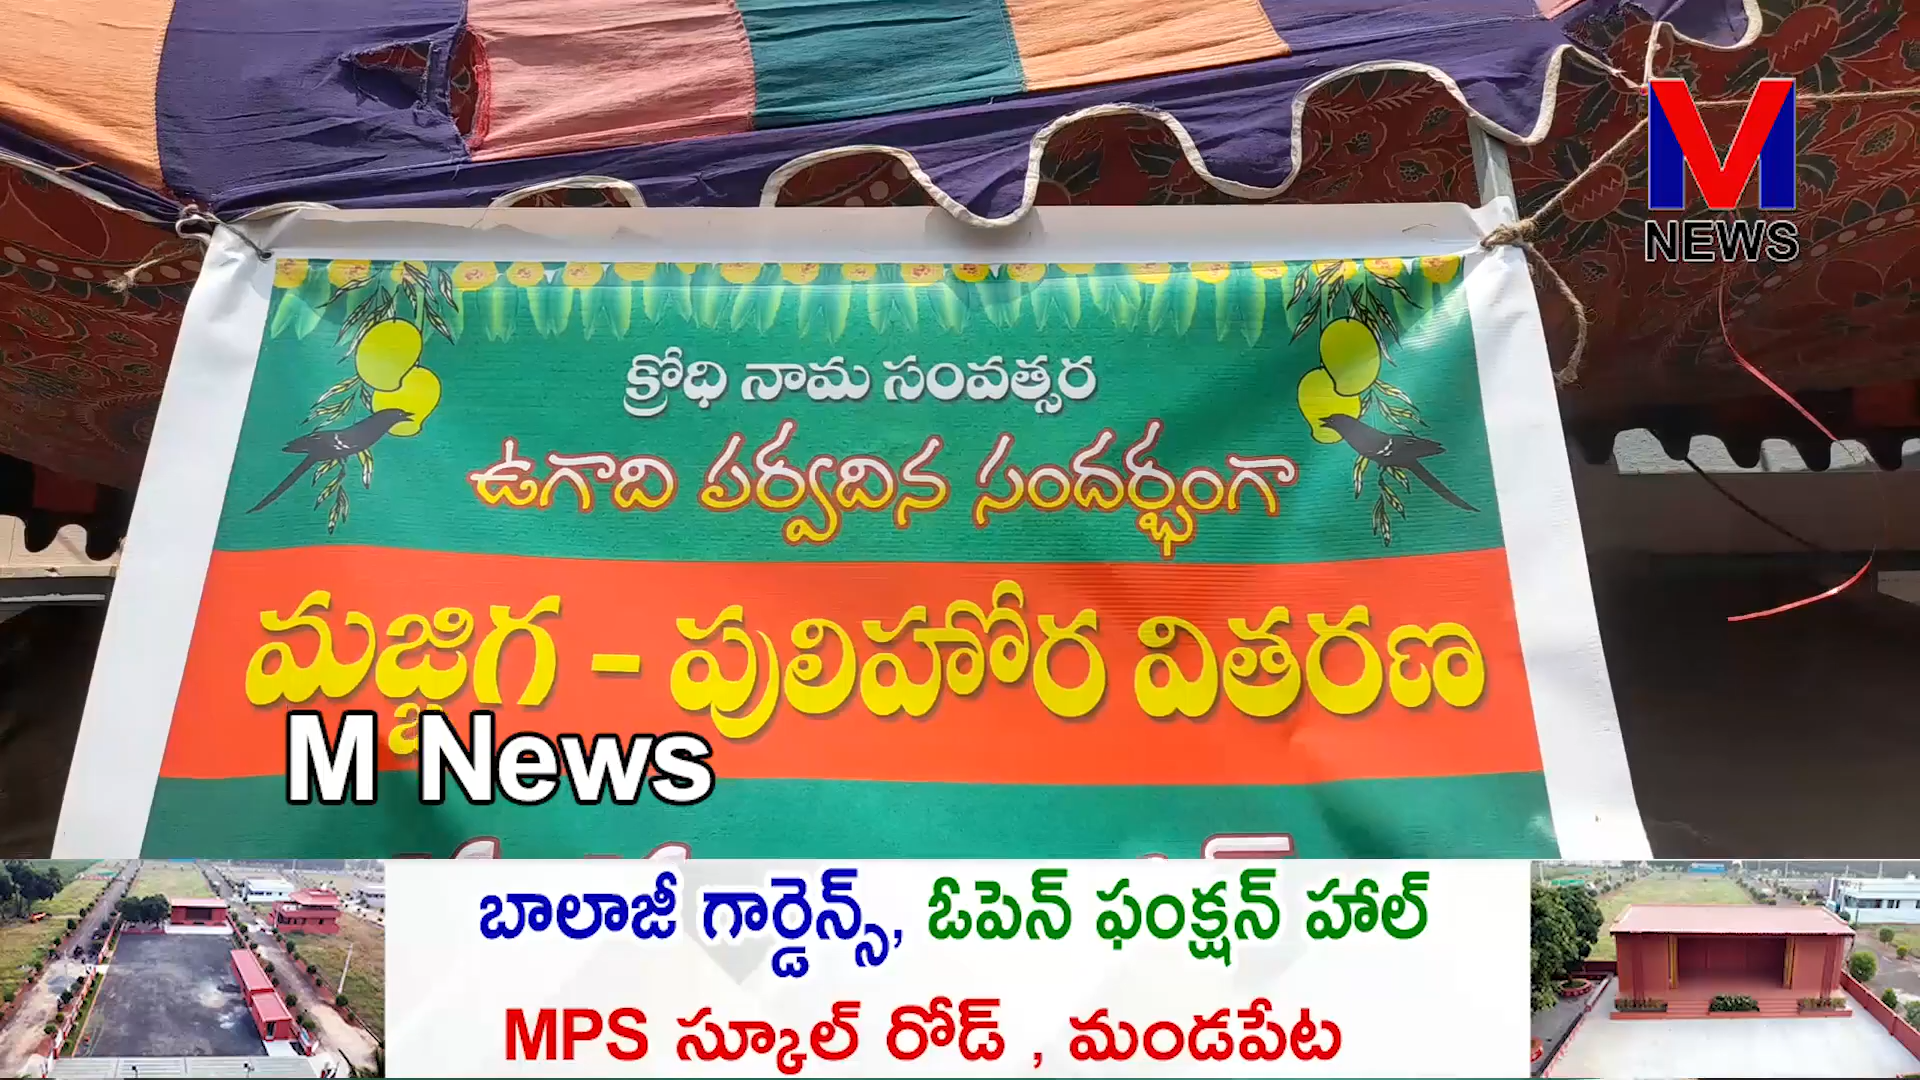 M
NEWS
క్రోధి నామ సంవత్సర
ఉగాది పర్వదిన సందర్భంగా
మజ్జిగ - పులిహోర వితరణ
M News
బాలాజీ గార్డెన్స్, ఓపెన్ ఫంక్షన్ హాల్
MPS స్కూల్ రోడ్ , మండపేట